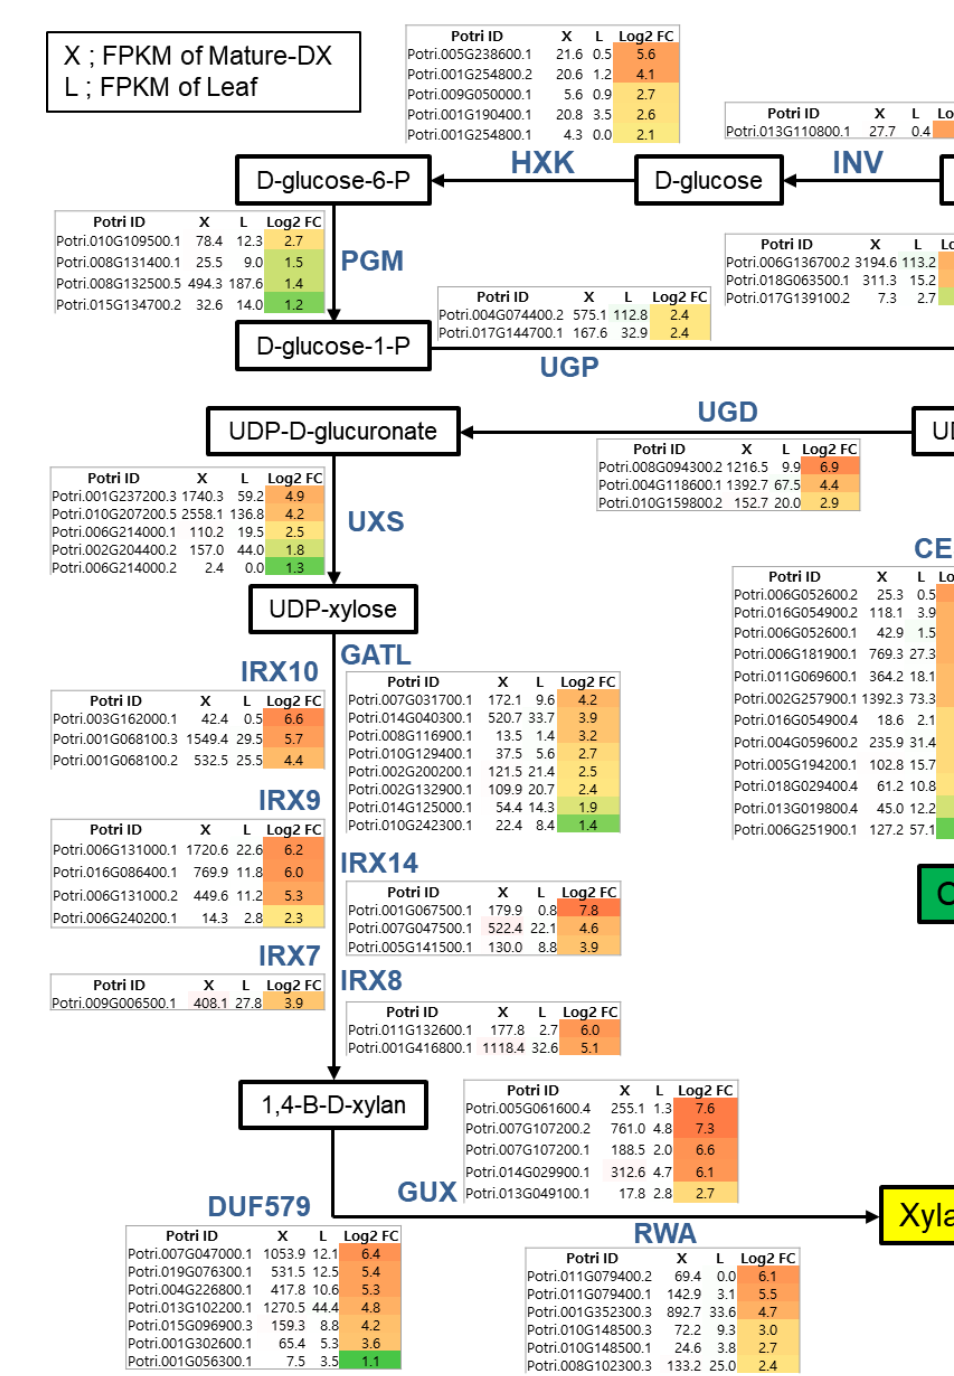 X ; FPKM of Mature-DX
L ; FPKM of Leaf
Potri ID X L Log2 FC
Potri.005G238600.1 21.6 0.5 5.6
Potri.001G254800.2 20.6 1.2 4.1
Potri.009G050000.1 5.6 0.9 2.7
Potri.001G190400.1 20.8 3.5 2.6
Potri.001G254800.1 4.3 0.0 2.1
Potri ID X L Lo
Potri.013G110800.1 27.7 0.4
HXK
INV
D-glucose-6-P
D-glucose
Potri ID X L Log2 FC
Potri.010G109500.1 78.4 12.3 2.7
Potri.008G131400.1 25.5 9.0 1.5
Potri.008G132500.5 494.3 187.6 1.4
Potri.015G134700.2 32.6 14.0 1.2
PGM
Potri ID X L Lo
Potri.006G136700.2 3194.6 113.2
Potri.018G063500.1 311.3 15.2
Potri.017G139100.2 7.3 2.7
Potri ID X L Log2 FC
Potri.004G074400.2 575.1 112.8 2.4
Potri.017G144700.1 167.6 32.9 2.4
D-glucose-1-P
UGP
UGD
UDP-D-glucuronate
UD
Potri ID X L Log2 FC
Potri.008G094300.2 1216.5 9.9 6.9
Potri.004G118600.1 1392.7 67.5 4.4
Potri.010G159800.2 152.7 20.0 2.9
Potri ID X L Log2 FC
Potri.001G237200.3 1740.3 59.2 4.9
Potri.010G207200.5 2558.1 136.8 4.2
Potri.006G214000.1 110.2 19.5 2.5
Potri.002G204400.2 157.0 44.0 1.8
Potri.006G214000.2 2.4 0.0 1.3
UXS
CE
Potri ID X L Lo
Potri.006G052600.2 25.3 0.5
Potri.016G054900.2 118.1 3.9
Potri.006G052600.1 42.9 1.5
Potri.006G181900.1 769.3 27.3
Potri.011G069600.1 364.2 18.1
Potri.002G257900.1 1392.3 73.3
Potri.016G054900.4 18.6 2.1
Potri.004G059600.2 235.9 31.4
Potri.005G194200.1 102.8 15.7
Potri.018G029400.4 61.2 10.8
Potri.013G019800.4 45.0 12.2
Potri.006G251900.1 127.2 57.1
UDP-xylose
GATL
Potri ID X L Log2 FC
Potri.007G031700.1 172.1 9.6 4.2
Potri.014G040300.1 520.7 33.7 3.9
Potri.008G116900.1 13.5 1.4 3.2
Potri.010G129400.1 37.5 5.6 2.7
Potri.002G200200.1 121.5 21.4 2.5
Potri.002G132900.1 109.9 20.7 2.4
Potri.014G125000.1 54.4 14.3 1.9
Potri.010G242300.1 22.4 8.4 1.4
IRX10
Potri ID X L Log2 FC
Potri.003G162000.1 42.4 0.5 6.6
Potri.001G068100.3 1549.4 29.5 5.7
Potri.001G068100.2 532.5 25.5 4.4
IRX9
Potri ID X L Log2 FC
Potri.006G131000.1 1720.6 22.6 6.2
Potri.016G086400.1 769.9 11.8 6.0
Potri.006G131000.2 449.6 11.2 5.3
Potri.006G240200.1 14.3 2.8 2.3
IRX14
Potri ID X L Log2 FC
Potri.001G067500.1 179.9 0.8 7.8
Potri.007G047500.1 522.4 22.1 4.6
Potri.005G141500.1 130.0 8.8 3.9
C
IRX7
Potri ID X L Log2 FC
Potri.009G006500.1 408.1 27.8 3.9
IRX8
Potri ID X L Log2 FC
Potri.011G132600.1 177.8 2.7 6.0
Potri.001G416800.1 1118.4 32.6 5.1
1,4-B-D-xylan
Potri ID X L Log2 FC
Potri.005G061600.4 255.1 1.3 7.6
Potri.007G107200.2 761.0 4.8 7.3
Potri.007G107200.1 188.5 2.0 6.6
Potri.014G029900.1 312.6 4.7 6.1
Potri.013G049100.1 17.8 2.8 2.7
GUX
Xyla
DUF579
Potri ID X L Log2 FC
Potri.007G047000.1 1053.9 12.1 6.4
Potri.019G076300.1 531.5 12.5 5.4
Potri.004G226800.1 417.8 10.6 5.3
Potri.013G102200.1 1270.5 44.4 4.8
Potri.015G096900.3 159.3 8.8 4.2
Potri.001G302600.1 65.4 5.3 3.6
Potri.001G056300.1 7.5 3.5 1.1
RWA
Potri ID X L Log2 FC
Potri.011G079400.2 69.4 0.0 6.1
Potri.011G079400.1 142.9 3.1 5.5
Potri.001G352300.3 892.7 33.6 4.7
Potri.010G148500.3 72.2 9.3 3.0
Potri.010G148500.1 24.6 3.8 2.7
Potri.008G102300.3 133.2 25.0 2.4